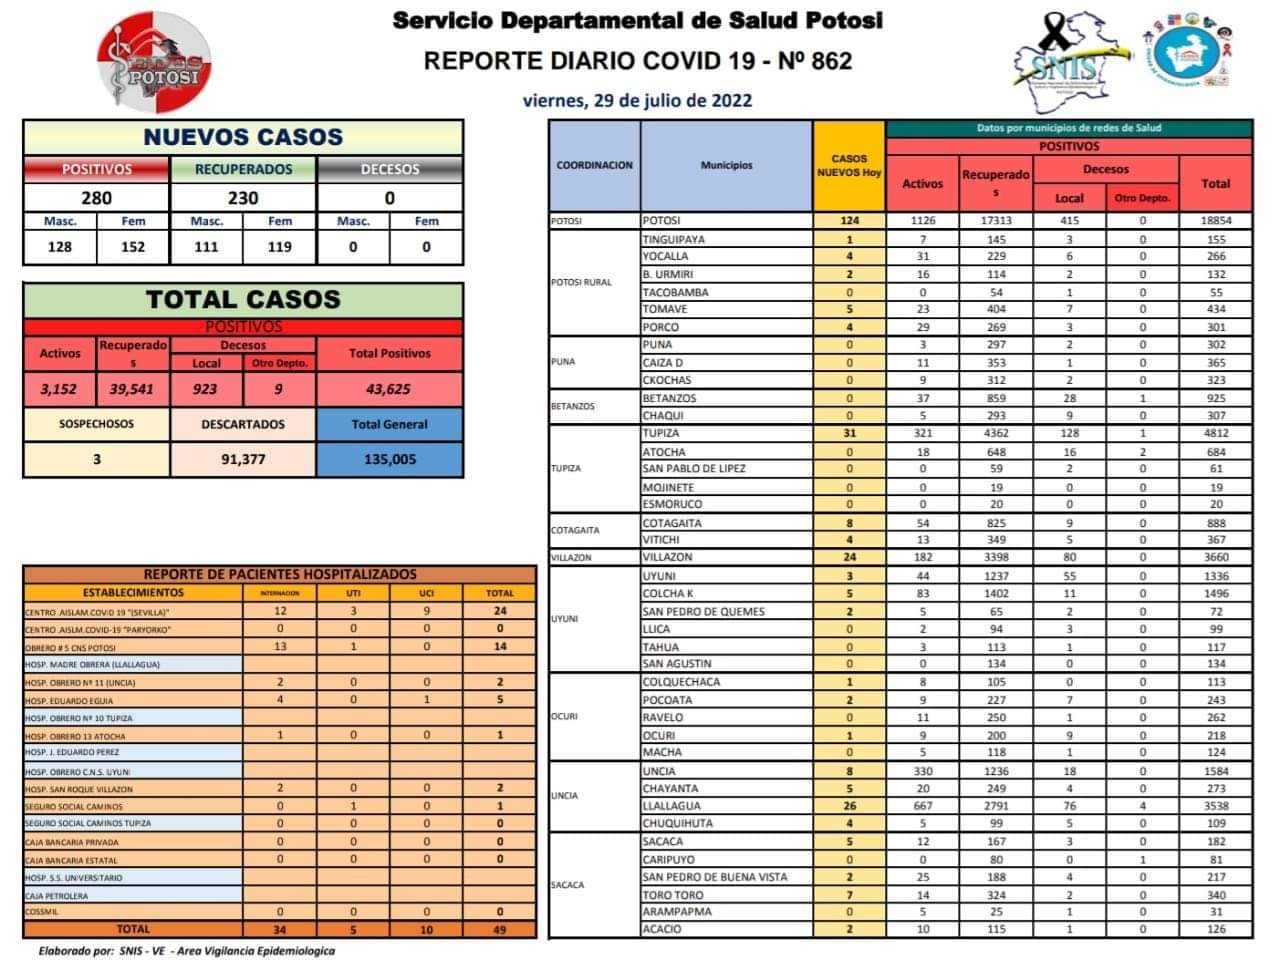 Servicio Departamental de Salud Potosi
REPORTE DIARIO COVID 19 - Nº 862
viernes, 29 de julio de 2022
SEDES
POTOSI
SNIS
NUEVOS CASOS
POSITIVOS RECUPERADOS DECESOS
280 230 0
Masc. Fem Masc. Fem Masc. Fem
128 152 111 119 0 0
TOTAL CASOS
POSITIVOS
Activos Recuperado s Decesos Total Positivos
Local Otro Depto.
3,152 39,541 923 9 43,625
SOSPECHOSOS DESCARTADOS Total General
3 91,377 135,005
REPORTE DE PACIENTES HOSPITALIZADOS
ESTABLECIMIENTOS INTERNACION UTI UCI TOTAL
CENTRO .AISLAM.COVID 19 "(SEVILLA)" 12 3 9 24
CENTRO .AISLM.COVID-19 "PARYORKO" 0 0 0 0
OBRERO # 5 CNS POTOSI 13 1 0 14
HOSP. MADRE OBRERA (LLALLAGUA)
HOSP. OBRERO Nº 11 (UNCIA) 2 0 0 2
HOSP. EDUARDO EGUIA 4 0 1 5
HOSP. OBRERO Nº 10 TUPIZA
HOSP. OBRERO 13 ATOCHA 1 0 0 1
HOSP. J. EDUARDO PEREZ
HOSP. OBRERO C.N.S. UYUNI
HOSP. SAN ROQUE VILLAZON 2 0 0 2
SEGURO SOCIAL CAMINOS 0 1 0 1
SEGURO SOCIAL CAMINOS TUPIZA 0 0 0 0
CAJA BANCARIA PRIVADA 0 0 0 0
CAJA BANCARIA ESTATAL 0 0 0 0
HOSP. S.S. UNIVERSITARIO
CAJA PETROLERA
COSSMIL 0 0 0 0
TOTAL 34 5 10 49
Elaborado por: SNIS - VE - Area Vigilancia Epidemiologica
COORDINACION Municipios CASOS NUEVOS Hoy Datos por municipios de redes de Salud
POSITIVOS
Activos Recuperado s Decesos Total
Local Otro Depto.
POTOSI POTOSI 124 1126 17313 415 0 18854
POTOSI RURAL TINGUIPAYA 1 7 145 3 0 155
YOCALLA 4 31 229 6 0 266
B. URMIRI 2 16 114 2 0 132
TACOBAMBA 0 0 54 1 0 55
TOMAVE 5 23 404 7 0 434
PORCO 4 29 269 3 0 301
PUNA PUNA 0 3 297 2 0 302
CAIZA D 0 11 353 1 0 365
CKOCHAS 0 9 312 2 0 323
BETANZOS BETANZOS 0 37 859 28 1 925
CHAQUI 0 5 293 9 0 307
TUPIZA TUPIZA 31 321 4362 128 1 4812
ATOCHA 0 18 648 16 2 684
SAN PABLO DE LIPEZ 0 0 59 2 0 61
MOJINETE 0 0 19 0 0 19
ESMORUCO 0 0 20 0 0 20
COTAGAITA COTAGAITA 8 54 825 9 0 888
VITICHI 4 13 349 5 0 367
VILLAZON VILLAZON 24 182 3398 80 0 3660
UYUNI UYUNI 3 44 1237 55 0 1336
COLCHA K 5 83 1402 11 0 1496
SAN PEDRO DE QUEMES 2 5 65 2 0 72
LLICA 0 2 94 3 0 99
TAHUA 0 3 113 1 0 117
SAN AGUSTIN 0 0 134 0 0 134
OCURI COLQUECHACA 1 8 105 0 0 113
POCOATA 2 9 227 7 0 243
RAVELO 0 11 250 1 0 262
OCURI 1 9 200 9 0 218
MACHA 0 5 118 1 0 124
UNCIA UNCIA 8 330 1236 18 0 1584
CHAYANTA 5 20 249 4 0 273
LLALLAGUA 26 667 2791 76 4 3538
CHUQUIHUTA 4 5 99 5 0 109
SACACA SACACA 5 12 167 3 0 182
CARIPUYO 0 0 80 0 1 81
SAN PEDRO DE BUENA VISTA 2 25 188 4 0 217
TORO TORO 7 14 324 2 0 340
ARAMPAPMA 0 5 25 1 0 31
ACACIO 2 10 115 1 0 126